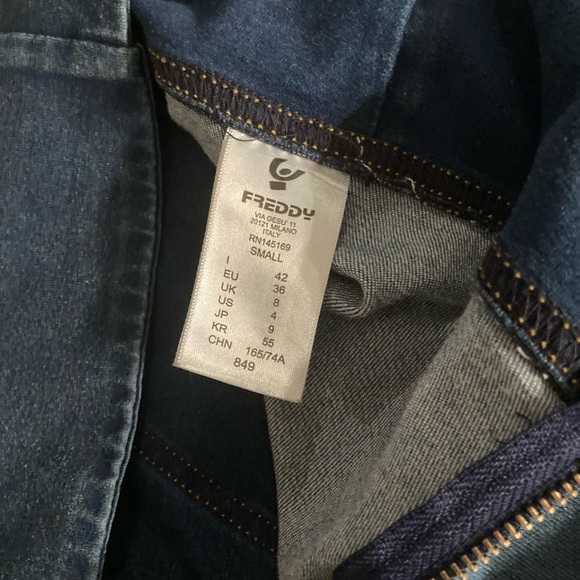 FREDDY
VIA GESU' 11
20121 MILANO
ITALY
RN145169
SMALL
I 42
EU 36
UK 8
US 4
JP 9
KR 55
CHN 165/74A
849